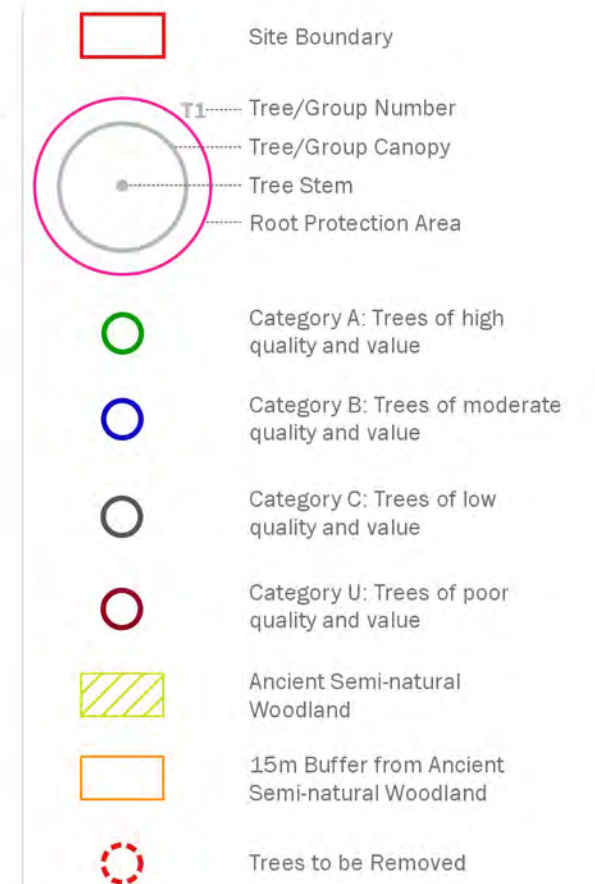 Site Boundary
T1 Tree/Group Number
Tree/Group Canopy
Tree Stem
Root Protection Area
Category A: Trees of high
quality and value
Category B: Trees of moderate
quality and value
Category C: Trees of low
quality and value
Category U: Trees of poor
quality and value
Ancient Semi-natural
Woodland
15m Buffer from Ancient
Semi-natural Woodland
Trees to be Removed